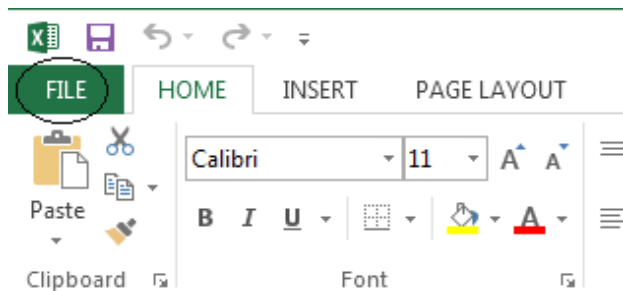 FILE HOME INSERT PAGE LAYOUT
Calibri 11 A A
Paste B I U A
Clipboard Font